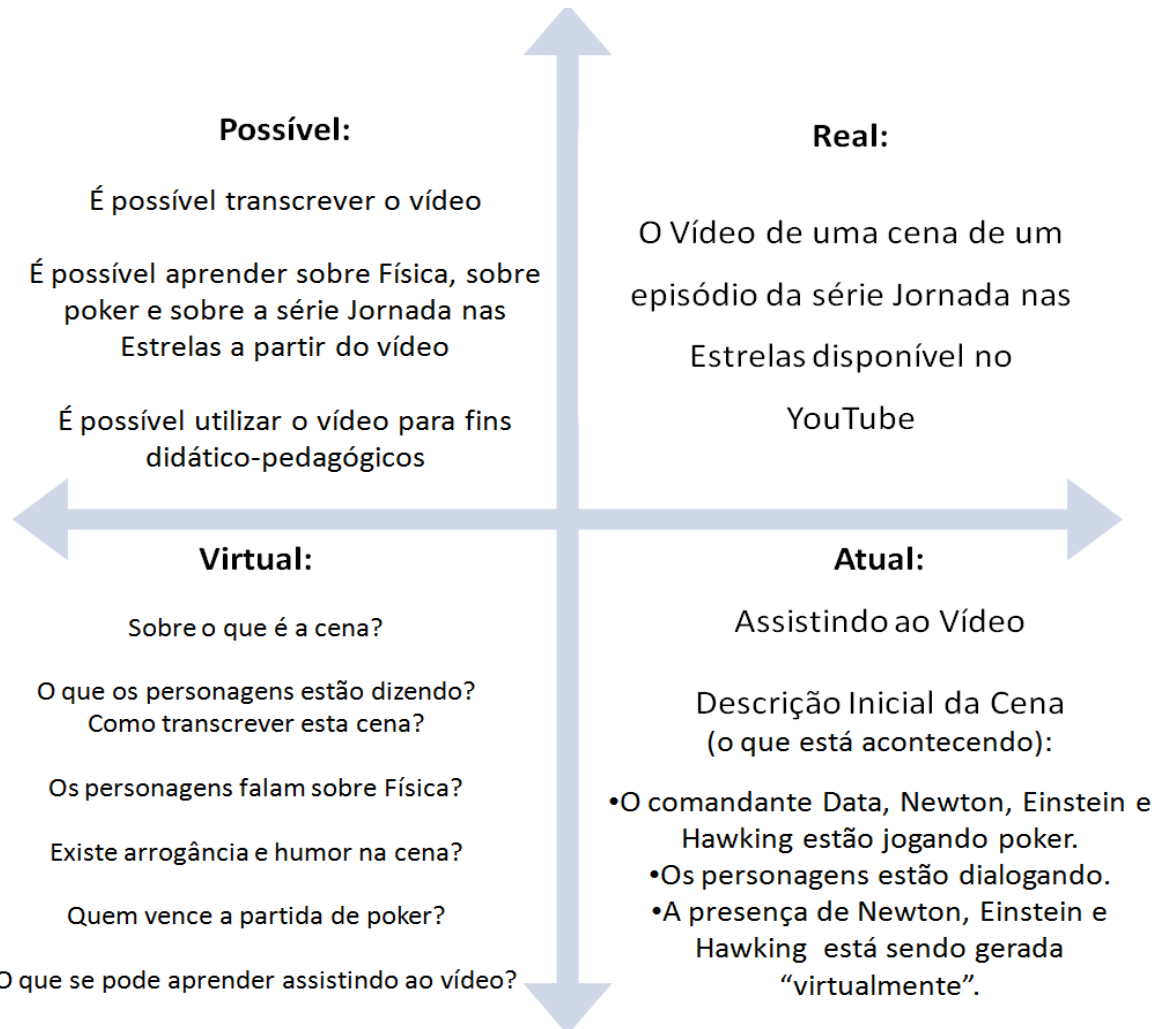 Possível:
É possível transcrever o vídeo
É possível aprender sobre Física, sobre
poker e sobre a série Jornada nas
Estrelas a partir do vídeo
É possível utilizar o vídeo para fins
didático-pedagógicos
Real:
O Vídeo de uma cena de um
episódio da série Jornada nas
Estrelas disponível no
YouTube
Virtual:
Sobre o que é a cena?
O que os personagens estão dizendo?
Como transcrever esta cena?
Os personagens falam sobre Física?
Existe arrogância e humor na cena?
Quem vence a partida de poker?
O que se pode aprender assistindo ao vídeo?
Atual:
Assistindo ao Vídeo
Descrição Inicial da Cena
(o que está acontecendo):
•O comandante Data, Newton, Einstein e
Hawking estão jogando poker.
•Os personagens estão dialogando.
•A presença de Newton, Einstein e
Hawking está sendo gerada
“virtualmente”.